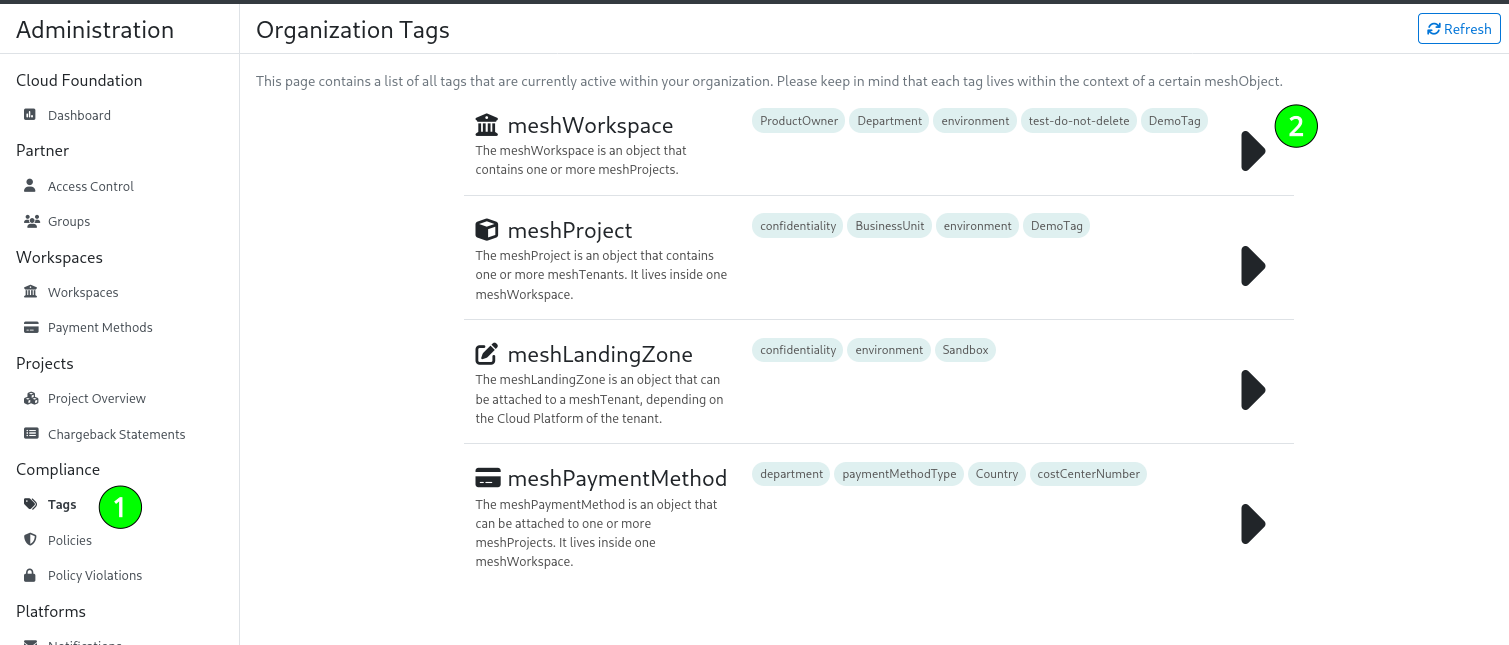 Administration
Organization Tags
Refresh
Cloud Foundation
Dashboard
Partner
Access Control
Groups
Workspaces
Workspaces
Payment Methods
Projects
Project Overview
Chargeback Statements
Compliance
Tags
1
Policies
Policy Violations
Platforms
Notifications
This page contains a list of all tags that are currently active within your organization. Please keep in mind that each tag lives within the context of a certain meshObject.
meshWorkspace
The meshWorkspace is an object that
contains one or more meshProjects.
ProductOwner Department environment test-do-not-delete DemoTag
2
meshProject
The meshProject is an object that contains
one or more meshTenants. It lives inside one
meshWorkspace.
confidentiality BusinessUnit environment DemoTag
meshLandingZone
The meshLandingZone is an object that can
be attached to a meshTenant, depending on
the Cloud Platform of the tenant.
confidentiality environment Sandbox
meshPaymentMethod
The meshPaymentMethod is an object that
can be attached to one or more
meshProjects. It lives inside one
meshWorkspace.
department paymentMethodType Country costCenterNumber